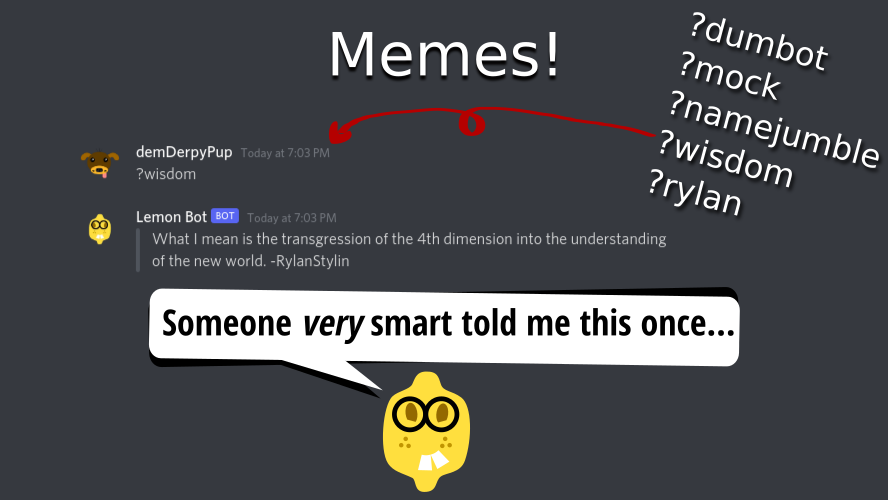 Memes!
?dumbot
?mock
?namejumble
?wisdom
?rylan
demDerpyPup Today at 7:03 PM
?wisdom
Lemon Bot BOT Today at 7:03 PM
What I mean is the transgression of the 4th dimension into the understanding
of the new world. -RylanStylin
Someone very smart told me this once...